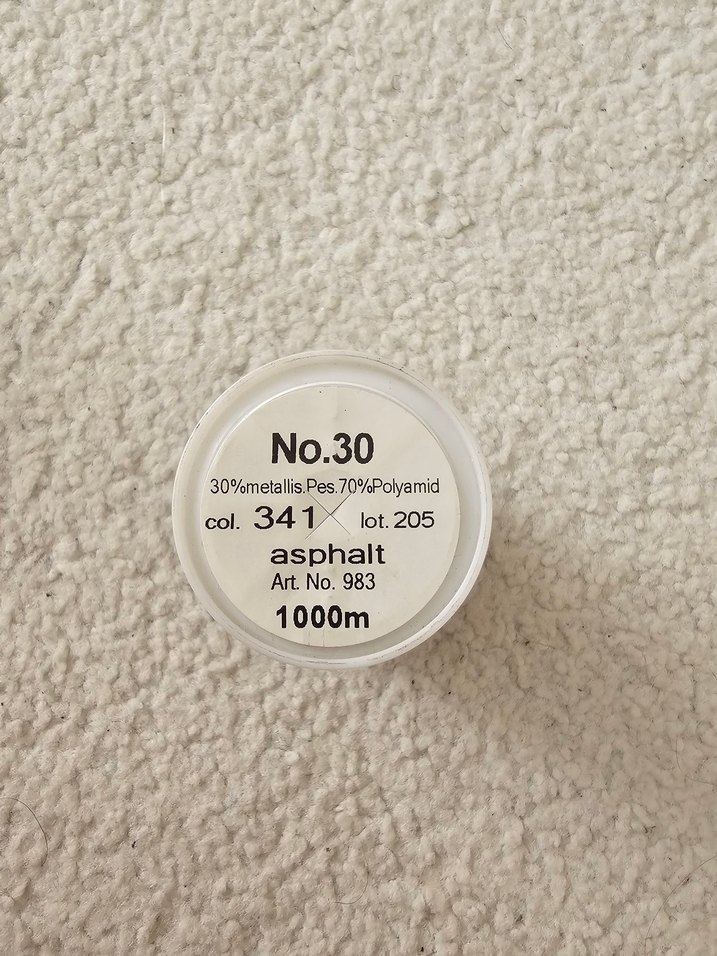 No.30
30%metallis.Pes.70%Polyamid
col. 341 lot. 205
asphalt
Art. No. 983
1000m